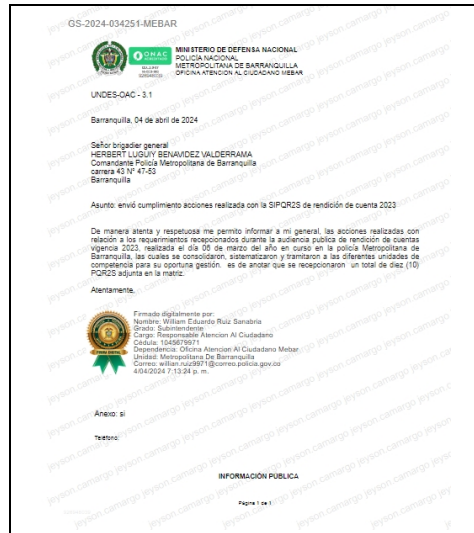 GS-2024-034251-MEBAR
ONAC
ACREDITADO
MINISTERIO DE DEFENSA NACIONAL
POLICÍA NACIONAL
METROPOLITANA DE BARRANQUILLA
OFICINA ATENCION AL CIUDADANO MEBAR
UNDES-OAC - 3.1
Barranquilla, 04 de abril de 2024
Señor brigadier general
HERBERT LUGUIY BENAVIDEZ VALDERRAMA
Comandante Policía Metropolitana de Barranquilla
carrera 43 N° 47-53
Barranquilla
Asunto: envió cumplimiento acciones realizada con la SIPQR2S de rendición de cuenta 2023
De manera atenta y respetuosa me permito informar a mi general, las acciones realizadas con
relación a los requerimientos recepcionados durante la audiencia publica de rendición de cuentas
vigencia 2023, realizada el día 06 de marzo del año en curso en la policía Metropolitana de
Barranquilla, las cuales se consolidaron, sistematizaron y tramitaron a las diferentes unidades de
competencia para su oportuna gestión. es de anotar que se recepcionaron un total de diez (10)
PQR2S adjunta en la matriz.
Atentamente,
Firmado digitalmente por:
Nombre: William Eduardo Ruiz Sanabria
Grado: Subintendente
Cargo: Responsable Atencion Al Ciudadano
Cédula: 1045679971
Dependencia: Oficina Atencion Al Ciudadano Mebar
Unidad: Metropolitana De Barranquilla
Correo: willian.ruiz9971@correo.policia.gov.co
4/04/2024 7:13:24 p. m.
Anexo: si
Teléfono:
INFORMACIÓN PÚBLICA
Página 1 de 1
jeyson.camargo